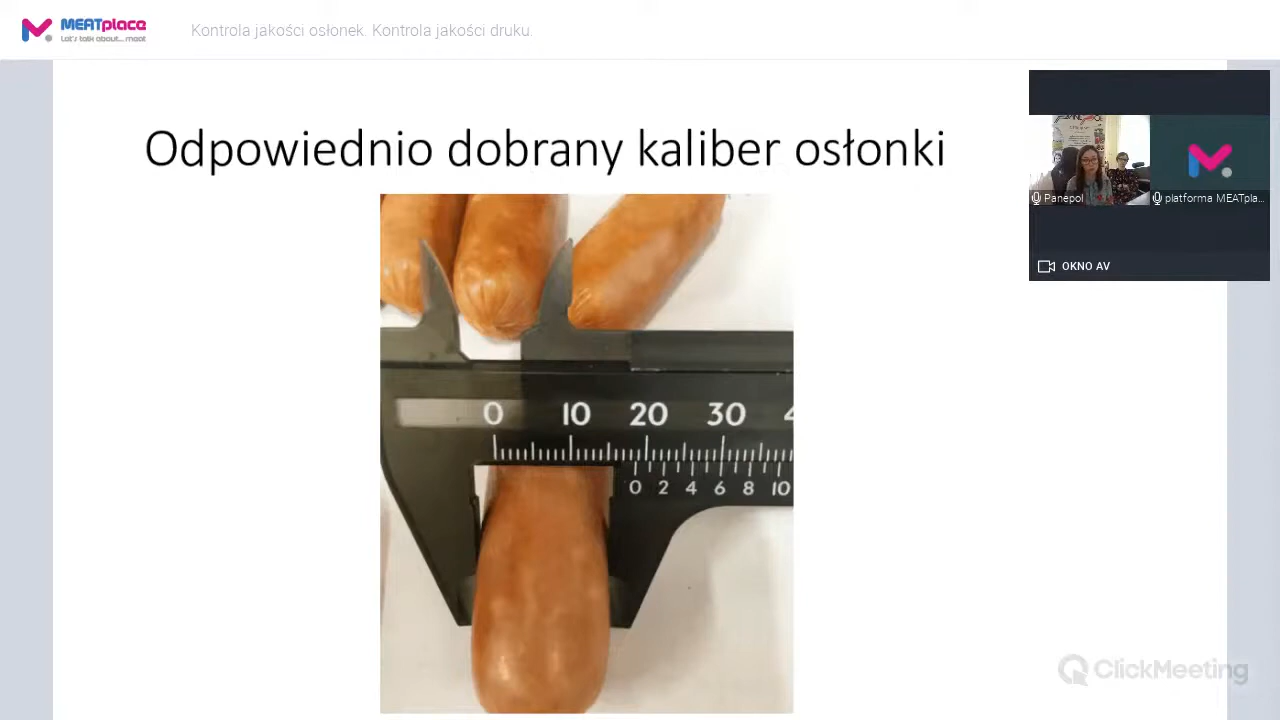 MEATplace
Let's talk about... meat
Kontrola jakości osłonek. Kontrola jakości druku.
Odpowiednio dobrany kaliber osłonki
Panepol
platforma MEATpla...
OKNO AV
0 10 20 30
0 2 4 6 8 10
ClickMeeting